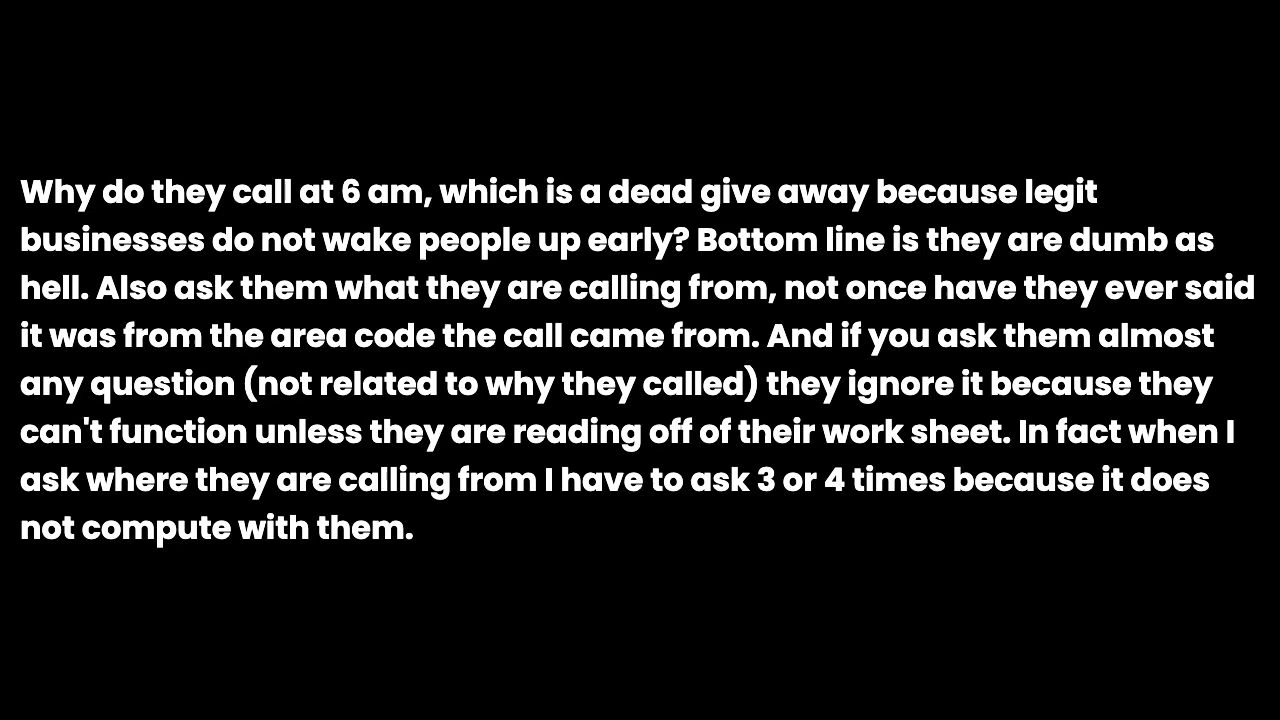 Why do they call at 6 am, which is a dead give away because legit
businesses do not wake people up early? Bottom line is they are dumb as
hell. Also ask them what they are calling from, not once have they ever said
it was from the area code the call came from. And if you ask them almost
any question (not related to why they called) they ignore it because they
can't function unless they are reading off of their work sheet. In fact when I
ask where they are calling from I have to ask 3 or 4 times because it does
not compute with them.